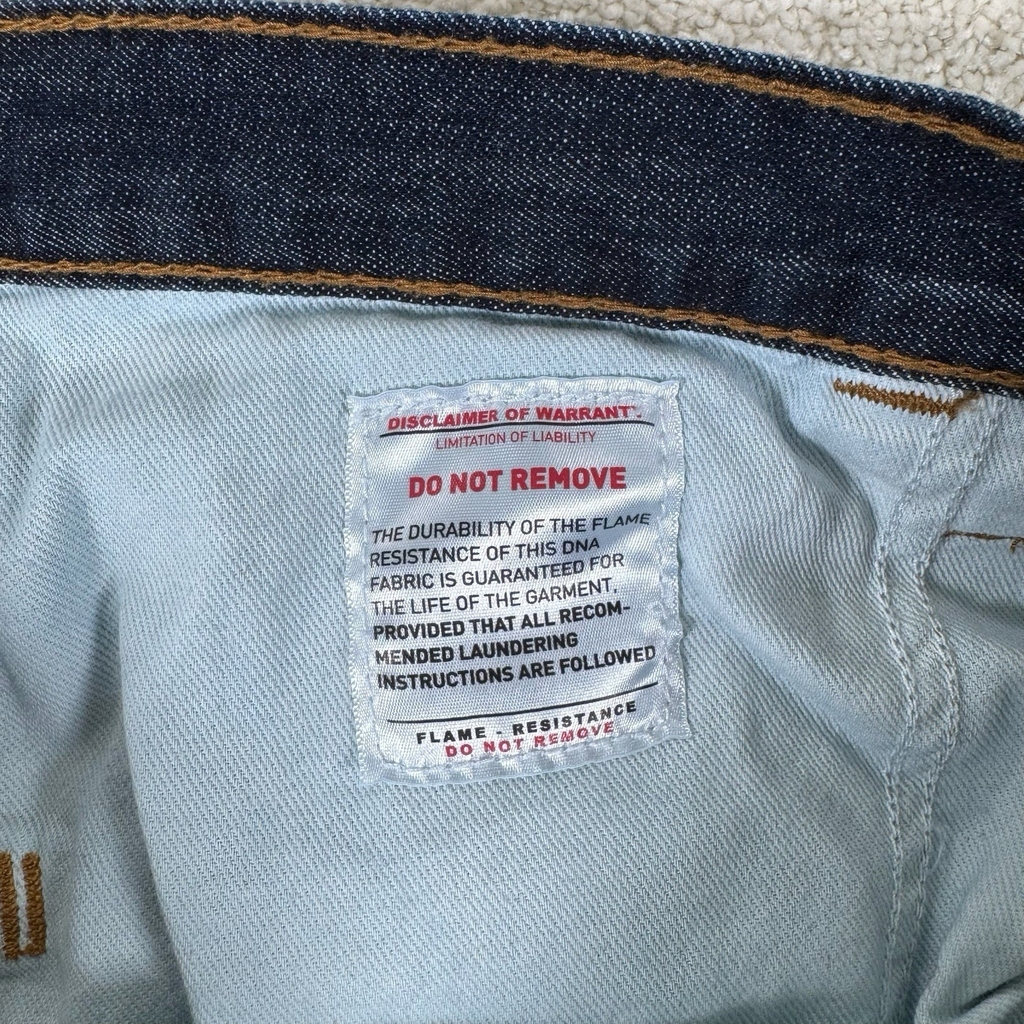 DISCLAIMER OF WARRANT.
LIMITATION OF LIABILITY
DO NOT REMOVE
THE DURABILITY OF THE FLAME
RESISTANCE OF THIS DNA
FABRIC IS GUARANTEED FOR
THE LIFE OF THE GARMENT,
PROVIDED THAT ALL RECOM-
MENDED LAUNDERING
INSTRUCTIONS ARE FOLLOWED
FLAME - RESISTANCE
DO NOT REMOVE